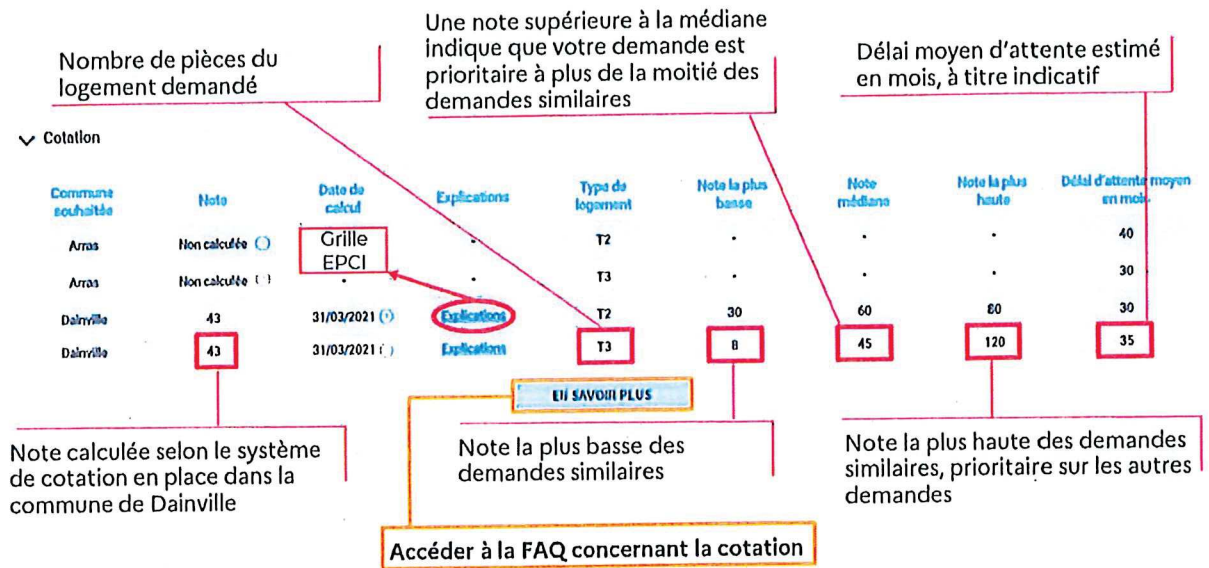 Nombre de pièces du
logement demandé
Une note supérieure à la médiane
indique que votre demande est
prioritaire à plus de la moitié des
demandes similaires
Délai moyen d'attente estimé
en mois, à titre indicatif
Cotation
Commune souhaitée Note Date de calcul Explications Type de logement Note la plus basse Note médiane Note la plus haute Délai d'attente moyen en mois
Arras Non calculée Grille EPCI - T2 - - - 40
Arras Non calculée - - T3 - - - 30
Dainville 43 31/03/2021 Explications T2 30 60 80 30
Dainville 43 31/03/2021 Explications T3 8 45 120 35
EN SAVOIR PLUS
Note calculée selon le système
de cotation en place dans la
commune de Dainville
Note la plus basse des
demandes similaires
Note la plus haute des demandes
similaires, prioritaire sur les autres
demandes
Accéder à la FAQ concernant la cotation